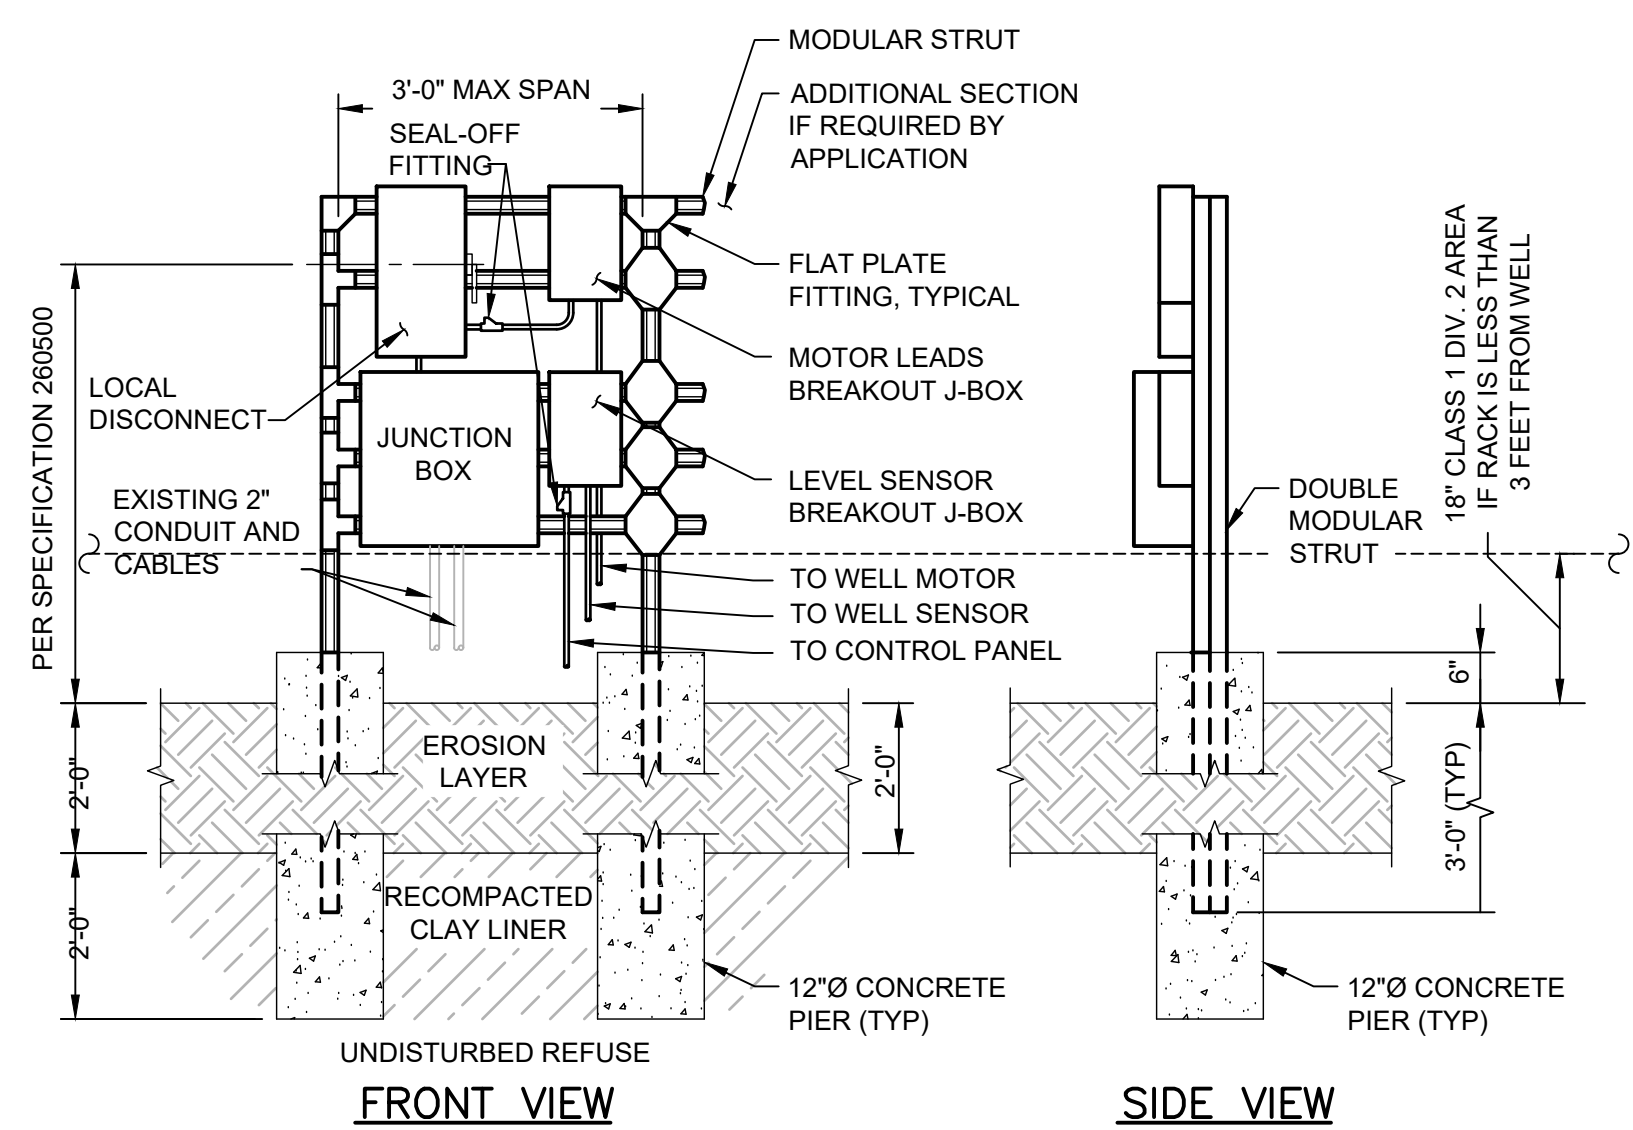 MODULAR STRUT
3'-0" MAX SPAN
ADDITIONAL SECTION
IF REQUIRED BY
APPLICATION
SEAL-OFF
FITTING
FLAT PLATE
FITTING, TYPICAL
MOTOR LEADS
BREAKOUT J-BOX
LOCAL
DISCONNECT
JUNCTION
BOX
LEVEL SENSOR
BREAKOUT J-BOX
EXISTING 2"
CONDUIT AND
CABLES
PER SPECIFICATION 260500
TO WELL MOTOR
TO WELL SENSOR
TO CONTROL PANEL
EROSION
LAYER
2'-0"
2'-0"
RECOMPACTED
CLAY LINER
2'-0"
12"Ø CONCRETE
PIER (TYP)
UNDISTURBED REFUSE
FRONT VIEW
18" CLASS 1 DIV. 2 AREA
IF RACK IS LESS THAN
3 FEET FROM WELL
DOUBLE
MODULAR
STRUT
6"
3'-0" (TYP)
12"Ø CONCRETE
PIER (TYP)
SIDE VIEW